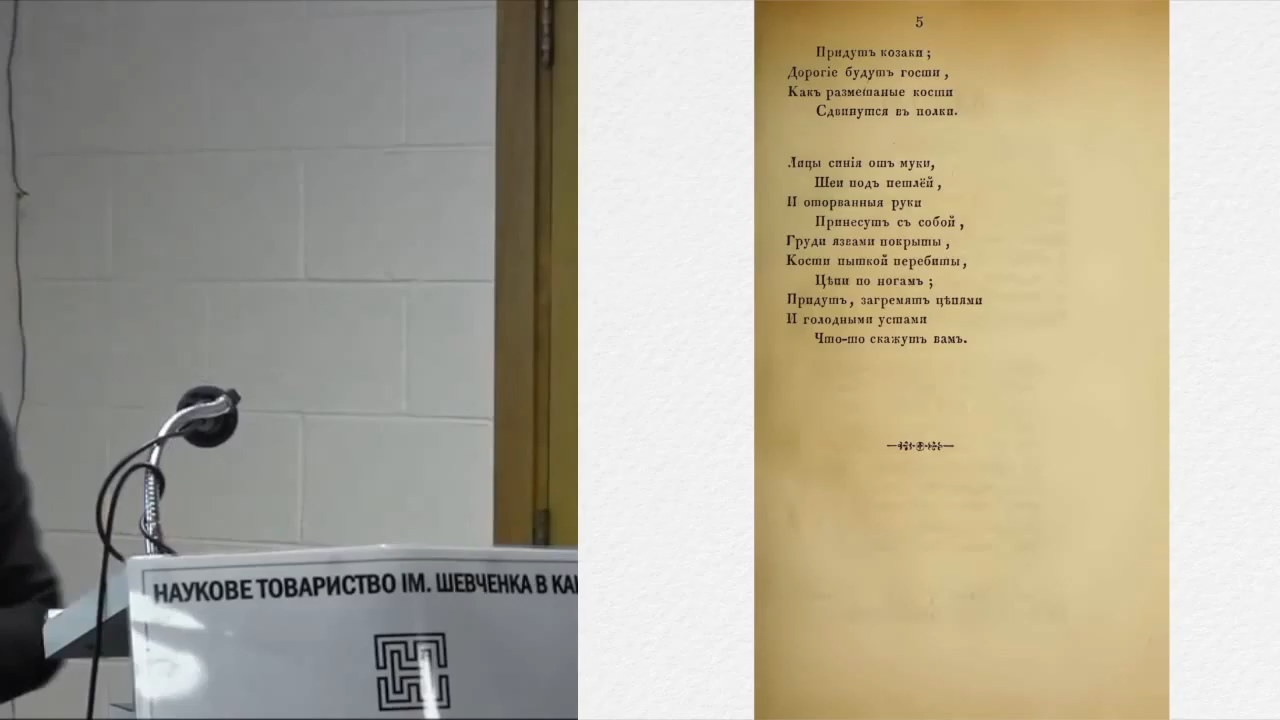 НАУКОВЕ ТОВАРИСТВО ІМ. ШЕВЧЕНКА В КА
5
Придутъ козаки;
Дорогіе будутъ гости,
Какъ разметаные кости
Сдвинутся въ полки.
Лицы синія отъ муки,
Шеи подъ петлёй,
И оторванныя руки
Принесутъ съ собой,
Груди язвами покрыты,
Кости пыткой перебиты,
Цѣпи по ногамъ;
Придутъ, загремятъ цѣпями
И голодными устами
Что-то скажутъ вамъ.